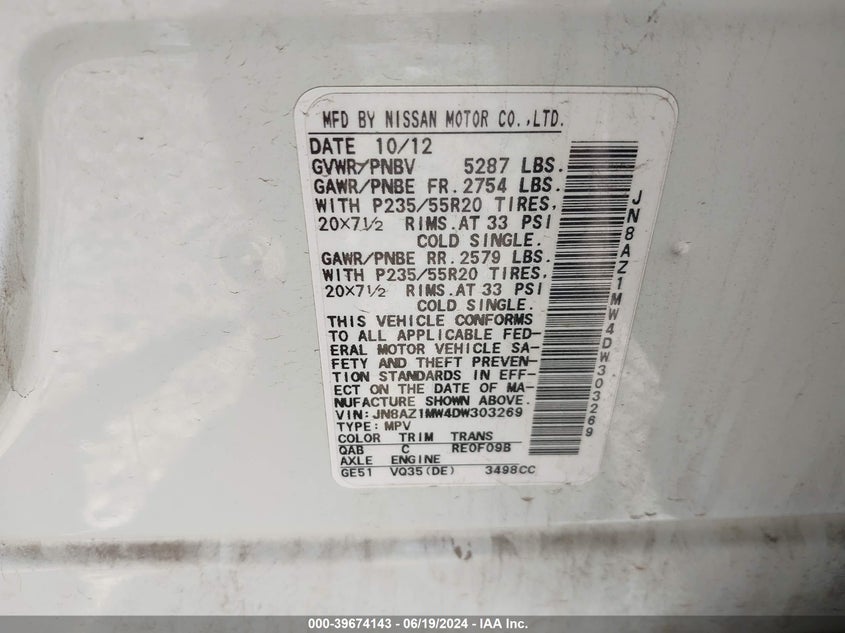 MFD BY NISSAN MOTOR CO.,LTD.
DATE 10/12
GVWR/PNBV 5287 LBS.
GAWR/PNBE FR. 2754 LBS.
WITH P235/55R20 TIRES,
20×7½ RIMS.AT 33 PSI
COLD SINGLE.
GAWR/PNBE RR. 2579 LBS.
WITH P235/55R20 TIRES,
20×7½ RIMS.AT 33 PSI
COLD SINGLE.
THIS VEHICLE CONFORMS
TO ALL APPLICABLE FED-
ERAL MOTOR VEHICLE SA-
FETY AND THEFT PREVEN-
TION STANDARDS IN EFF-
ECT ON THE DATE OF MA-
NUFACTURE SHOWN ABOVE.
VIN:JN8AZ1MW4DW303269
TYPE: MPV
COLOR TRIM TRANS
QAB C RE0F09B
AXLE ENGINE
GE51 VQ35(DE) 3498CC
JN8AZ1MW4DW303269
000-39674143 - 06/19/2024 - IAA Inc.